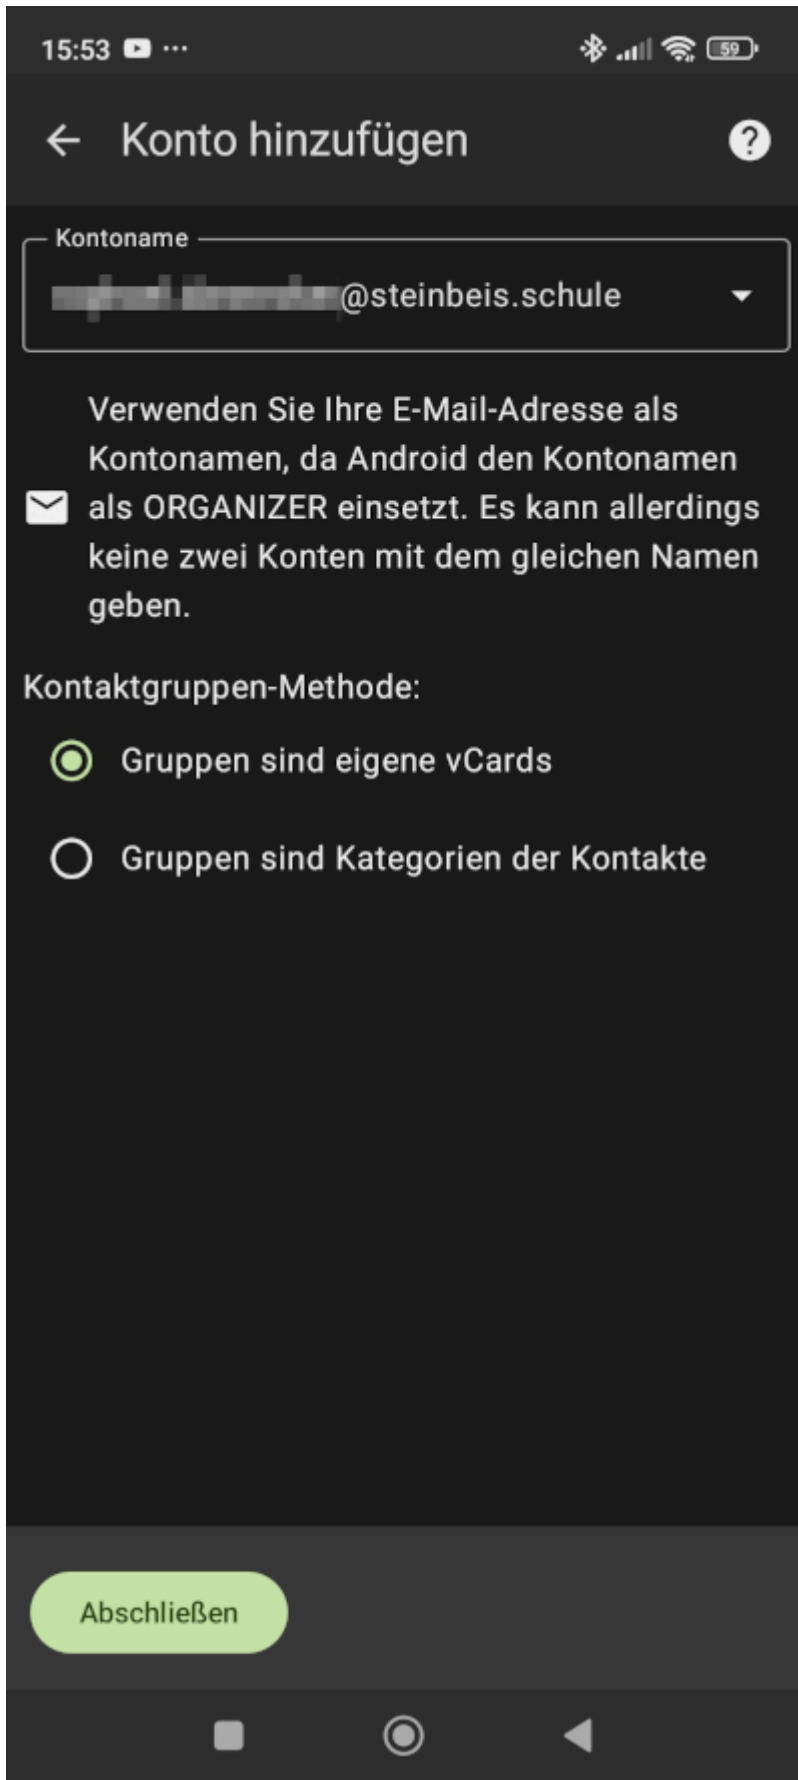 15:53
59
Konto hinzufügen
Kontoname
@steinbeis.schule
Verwenden Sie Ihre E-Mail-Adresse als
Kontonamen, da Android den Kontonamen
als ORGANIZER einsetzt. Es kann allerdings
keine zwei Konten mit dem gleichen Namen
geben.
Kontaktgruppen-Methode:
Gruppen sind eigene vCards
Gruppen sind Kategorien der Kontakte
Abschließen